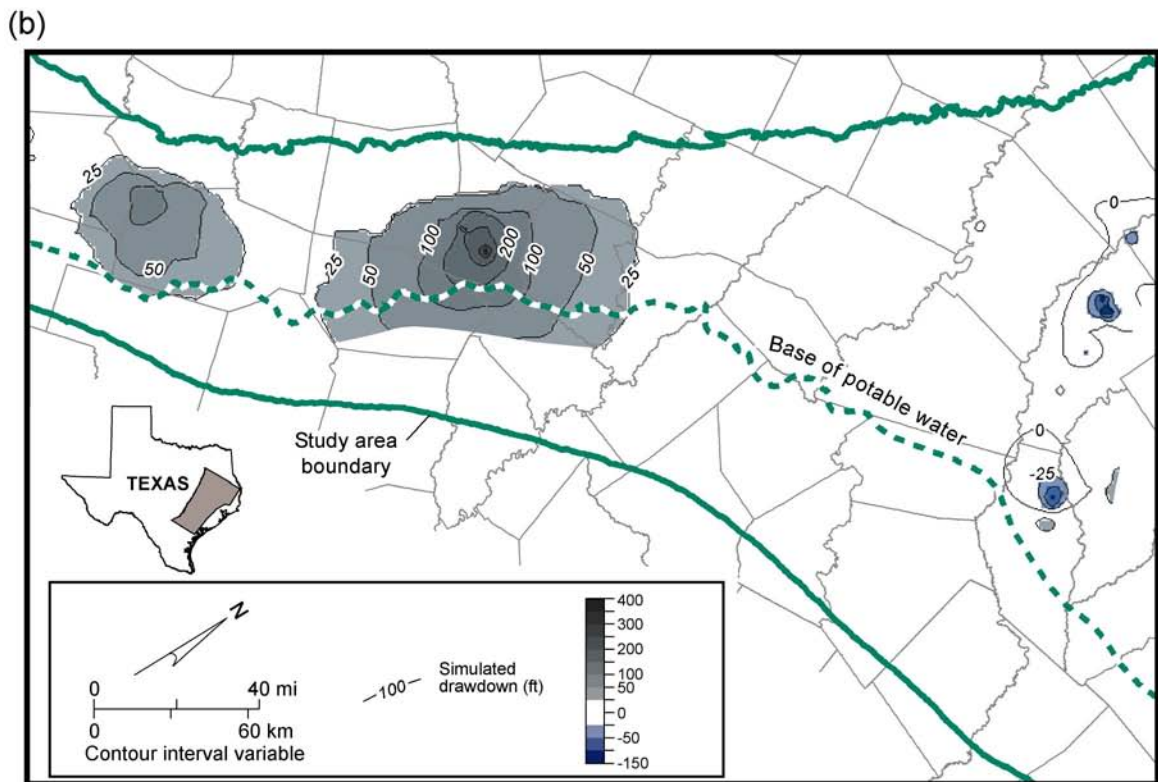 (b)
0
25
50
25
50
100
200
100
50
25
Base of potable water
0
-25
Study area
boundary
TEXAS
N
0 40 mi
0 60 km
Contour interval variable
-100-
Simulated
drawdown (ft)
400
300
100
50
0
-50
-150